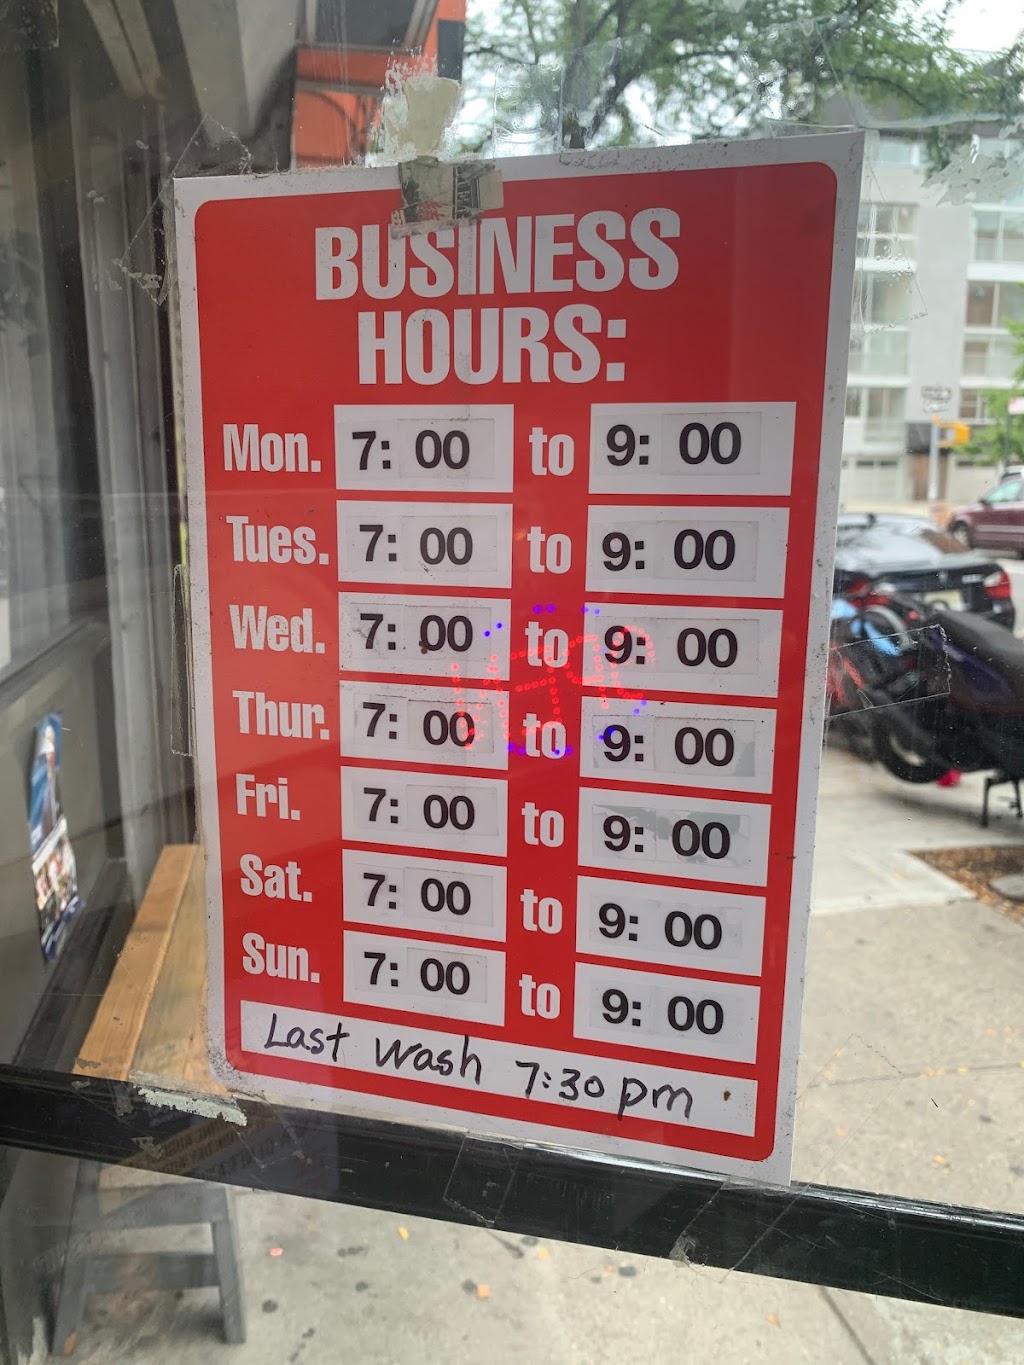 BUSINESS
HOURS:
Mon. 7: 00 to 9: 00
Tues. 7: 00 to 9: 00
Wed. 7: 00 to 9: 00
Thur. 7: 00 to 9: 00
Fri. 7: 00 to 9: 00
Sat. 7: 00 to 9: 00
Sun. 7: 00 to 9: 00
Last wash 7:30 pm